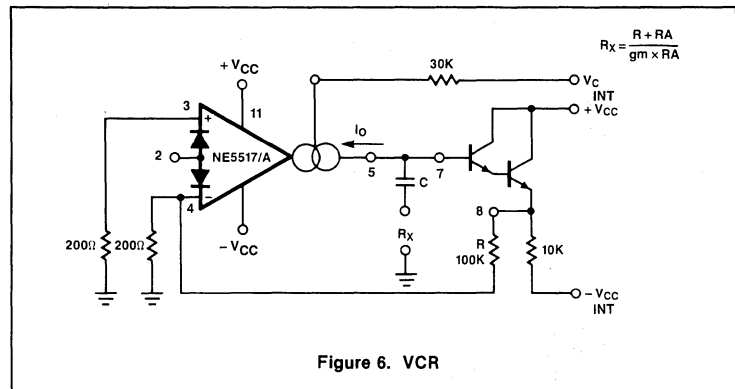 RX = R + RA
gm × RA
+VCC
30K
VC
INT
+VCC
3
11
IO
2
NE5517/A
5
7
C
4
8
−VCC
RX
200Ω
200Ω
R
100K
10K
−VCC
INT
Figure 6. VCR